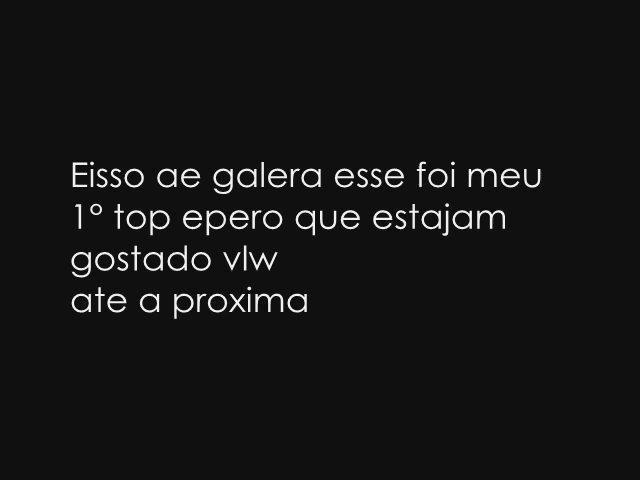 Eisso ae galera esse foi meu
1° top epero que estajam
gostado vlw
ate a proxima